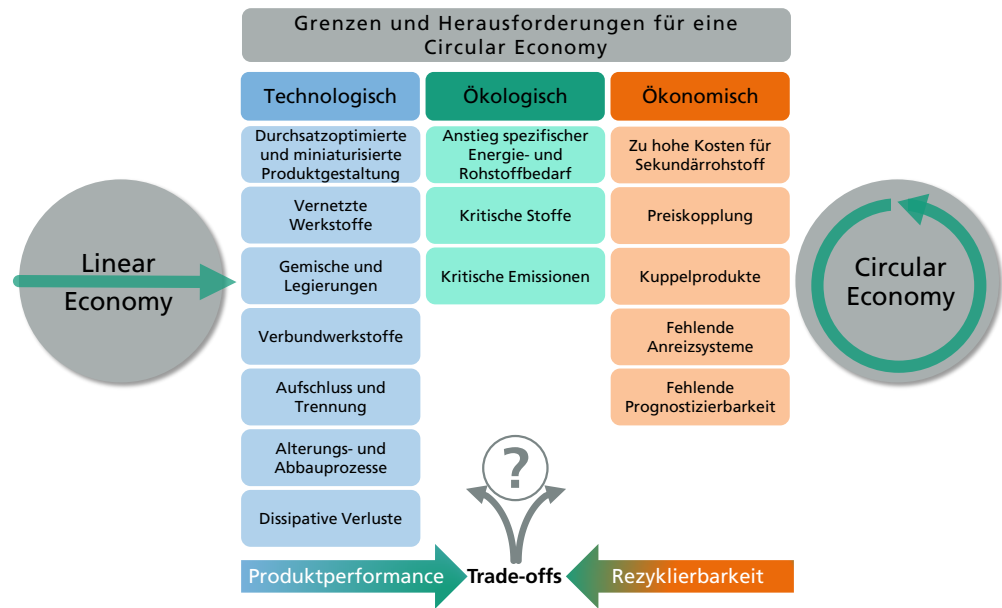 Grenzen und Herausforderungen für eine
Circular Economy
Linear
Economy
Technologisch
Durchsatzoptimierte
und miniaturisierte
Produktgestaltung
Vernetzte
Werkstoffe
Gemische und
Legierungen
Verbundwerkstoffe
Aufschluss und
Trennung
Alterungs- und
Abbauprozesse
Dissipative Verluste
Ökologisch
Anstieg spezifischer
Energie- und
Rohstoffbedarf
Kritische Stoffe
Kritische Emissionen
Ökonomisch
Zu hohe Kosten für
Sekundärrohstoff
Preiskopplung
Kuppelprodukte
Fehlende
Anreizsysteme
Fehlende
Prognostizierbarkeit
Circular
Economy
?
Produktperformance
Trade-offs
Rezyklierbarkeit